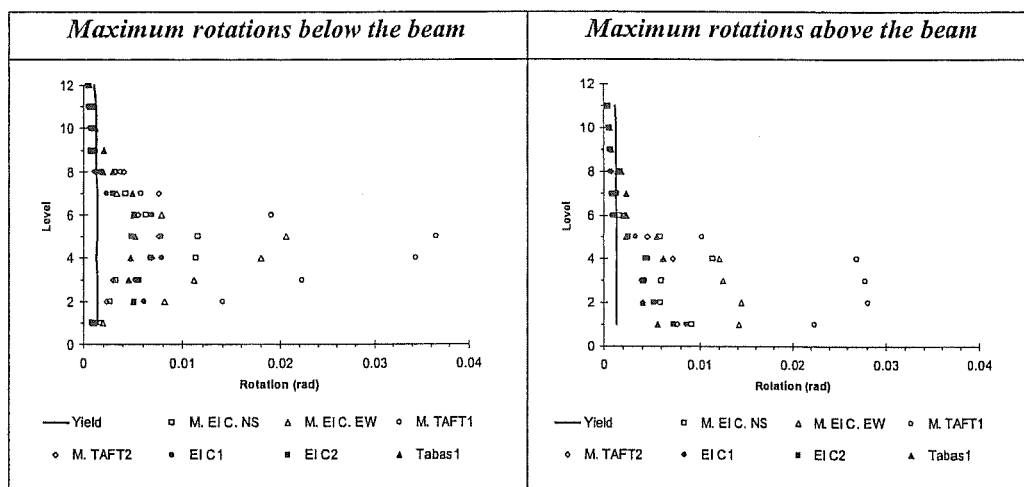 Maximum rotations below the beam
Maximum rotations above the beam
12
10
8
6
4
2
0
Level
0 0.01 0.02 0.03 0.04
Rotation (rad)
Yield M. El C. NS M. El C. EW M. TAFT1
M. TAFT2 El C1 El C2 Tabas1
12
10
8
6
4
2
0
Level
0 0.01 0.02 0.03 0.04
Rotation (rad)
Yield M. El C. NS M. El C. EW M. TAFT1
M. TAFT2 El C1 El C2 Tabas1